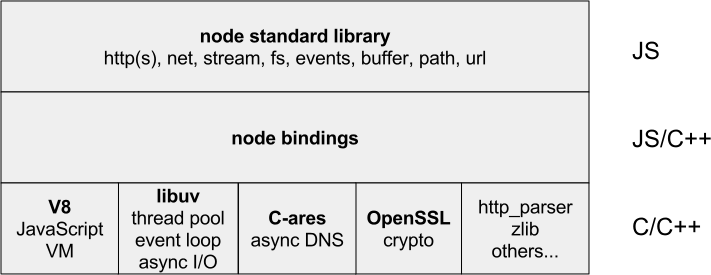 node standard library
http(s), net, stream, fs, events, buffer, path, url
JS
node bindings
JS/C++
V8
JavaScript
VM
libuv
thread pool
event loop
async I/O
C-ares
async DNS
OpenSSL
crypto
http_parser
zlib
others...
C/C++